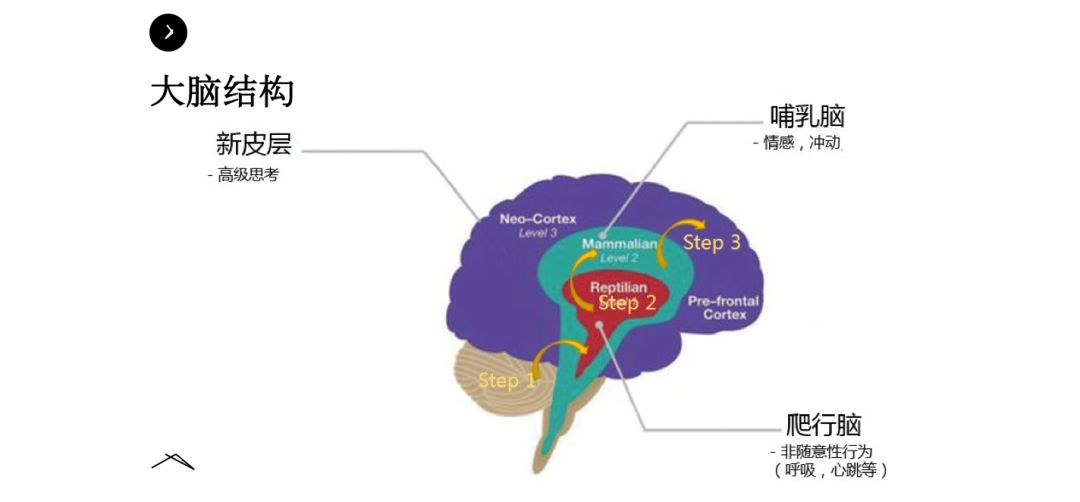 大脑结构
新皮层
- 高级思考
哺乳脑
- 情感，冲动
Neo-Cortex
Level 3
Mammalian
Level 2
Step 3
Reptilian
Step 2
Pre-frontal
Cortex
Step 1
爬行脑
- 非随意性行为
（呼吸，心跳等）